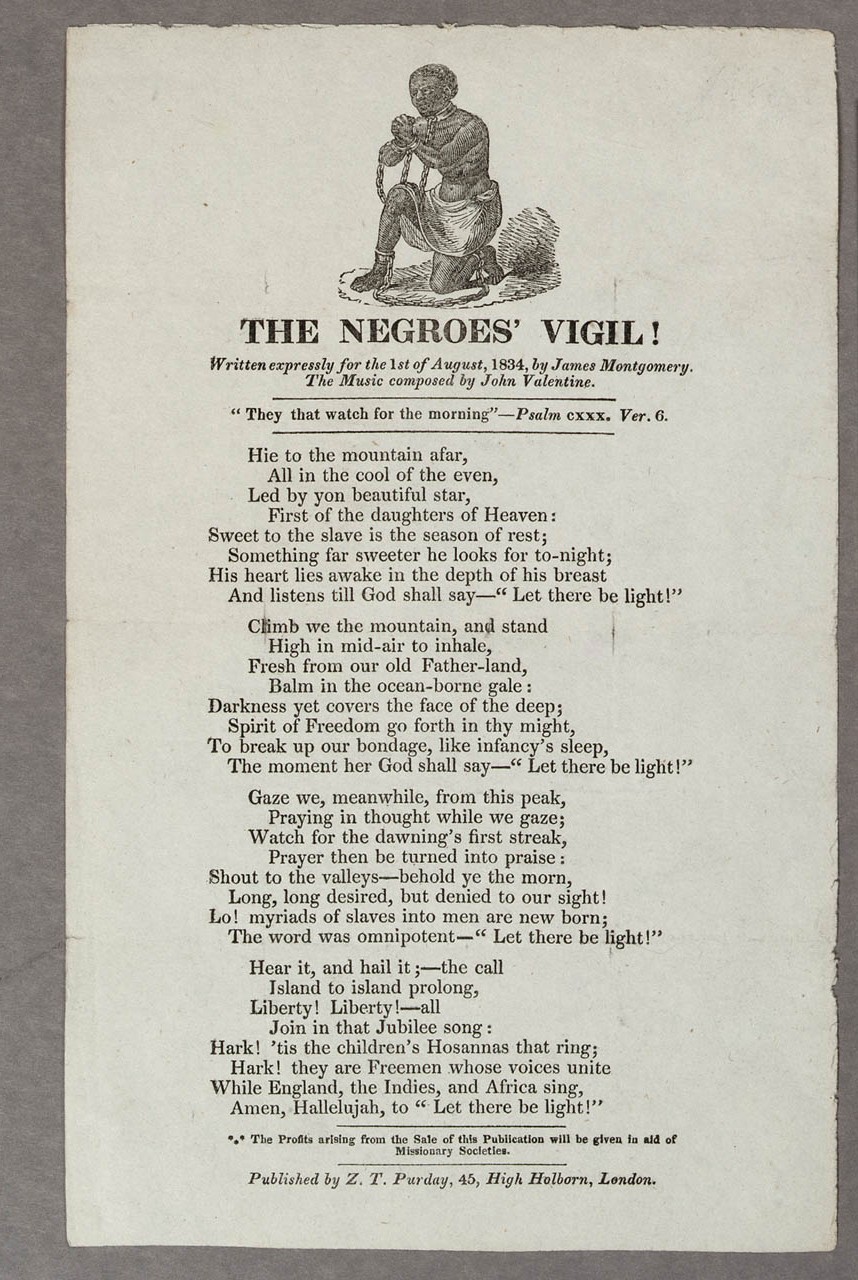 THE NEGROES' VIGIL!
Written expressly for the 1st of August, 1834, by James Montgomery.
The Music composed by John Valentine.
“ They that watch for the morning”—Psalm cxxx. Ver. 6.
Hie to the mountain afar,
All in the cool of the even,
Led by yon beautiful star,
First of the daughters of Heaven:
Sweet to the slave is the season of rest;
Something far sweeter he looks for to-night;
His heart lies awake in the depth of his breast
And listens till God shall say—“ Let there be light!”
Climb we the mountain, and stand
High in mid-air to inhale,
Fresh from our old Father-land,
Balm in the ocean-borne gale:
Darkness yet covers the face of the deep;
Spirit of Freedom go forth in thy might,
To break up our bondage, like infancy's sleep,
The moment her God shall say—“ Let there be light!”
Gaze we, meanwhile, from this peak,
Praying in thought while we gaze;
Watch for the dawning's first streak,
Prayer then be turned into praise:
Shout to the valleys—behold ye the morn,
Long, long desired, but denied to our sight!
Lo! myriads of slaves into men are new born;
The word was omnipotent—“ Let there be light!”
Hear it, and hail it;—the call
Island to island prolong,
Liberty! Liberty!—all
Join in that Jubilee song:
Hark! 'tis the children's Hosannas that ring;
Hark! they are Freemen whose voices unite
While England, the Indies, and Africa sing,
Amen, Hallelujah, to “ Let there be light!”
*⁎* The Profits arising from the Sale of this Publication will be given in aid of
Missionary Societies.
Published by Z. T. Purday, 45, High Holborn, London.